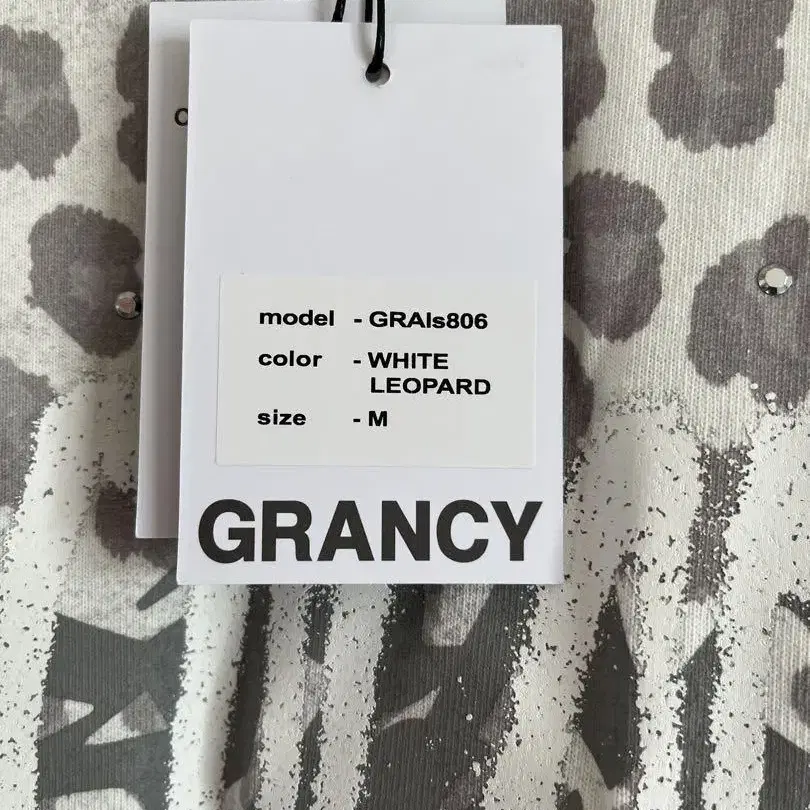 model - GRAls806
color - WHITE
LEOPARD
size - M
GRANCY